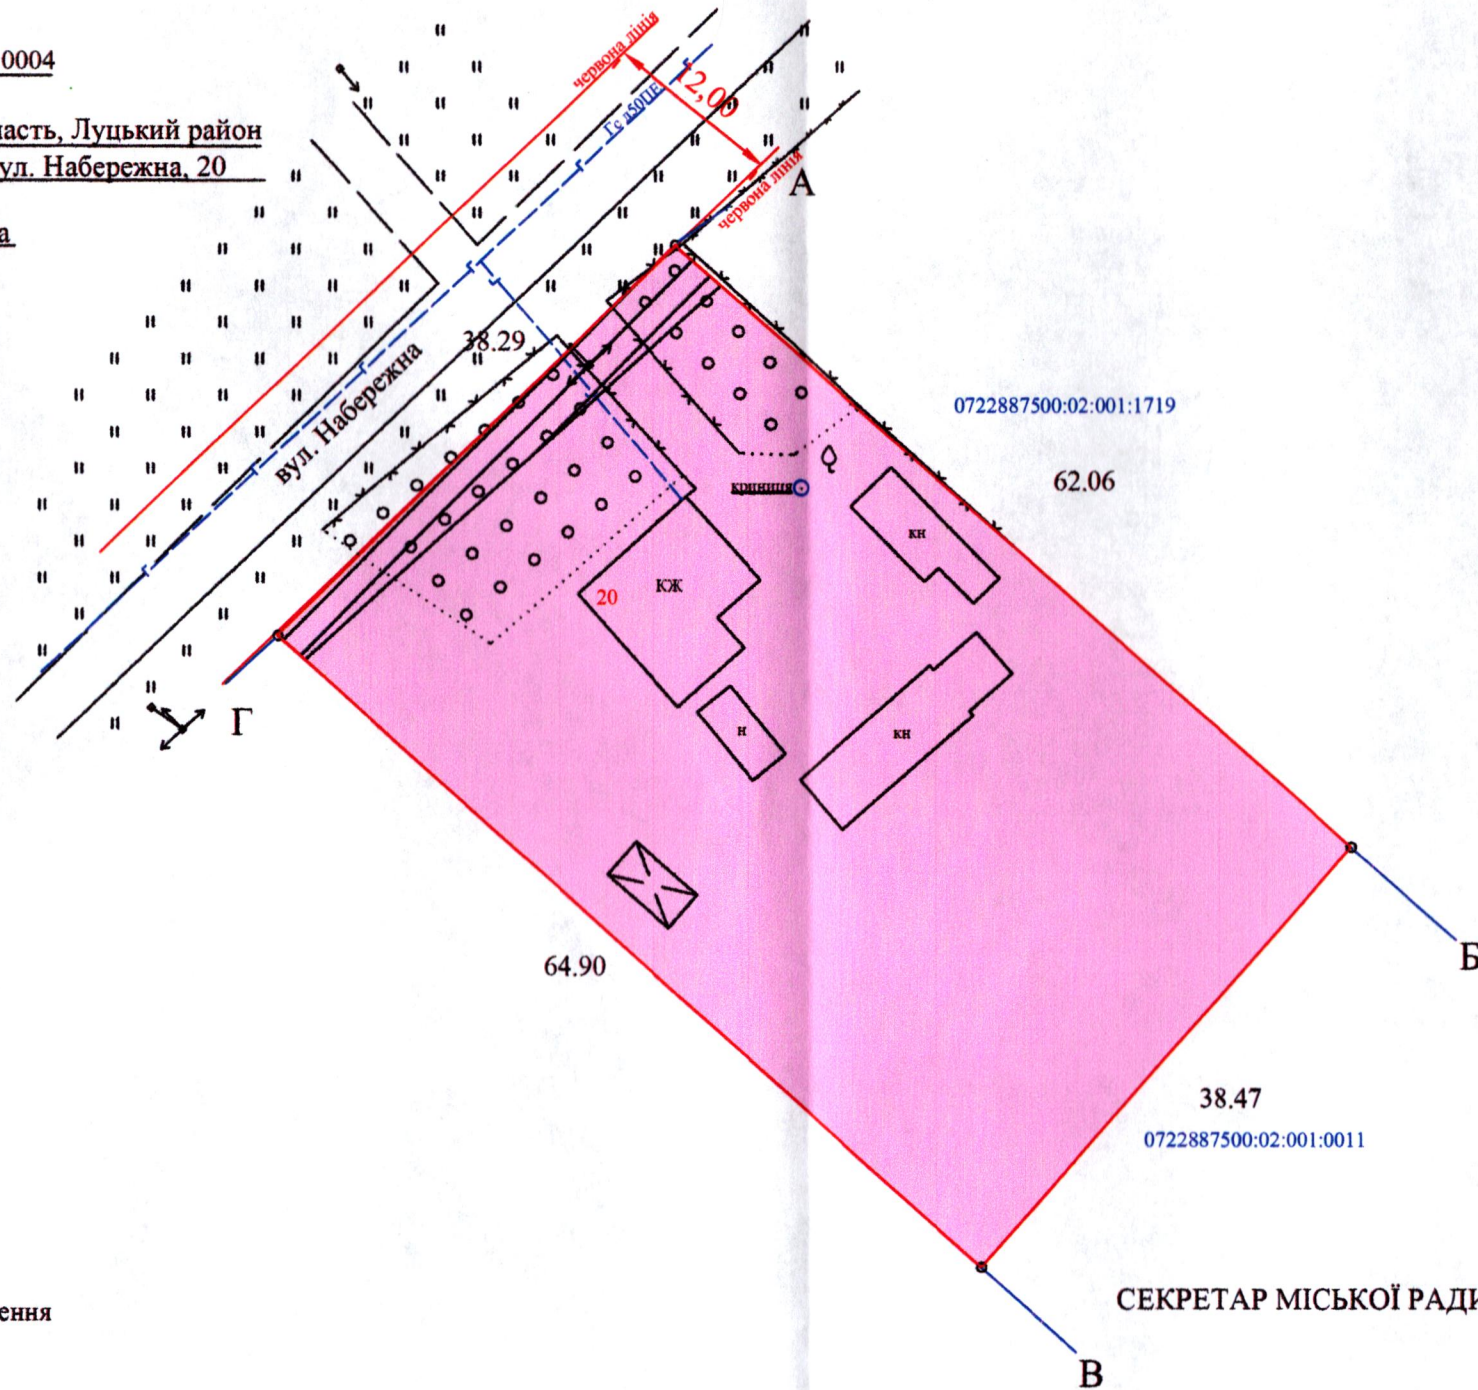 0004
ласть, Луцький район
ул. Набережна, 20
а
червона лінія
12,00
Гс д50ПЕ
червона лінія
А
38.29
вул. Набережна
0722887500:02:001:1719
62.06
криниця
кн
КЖ
20
н
кн
Г
64.90
Б
38.47
0722887500:02:001:0011
СЕКРЕТАР МІСЬКОЇ РАДИ
ення
В